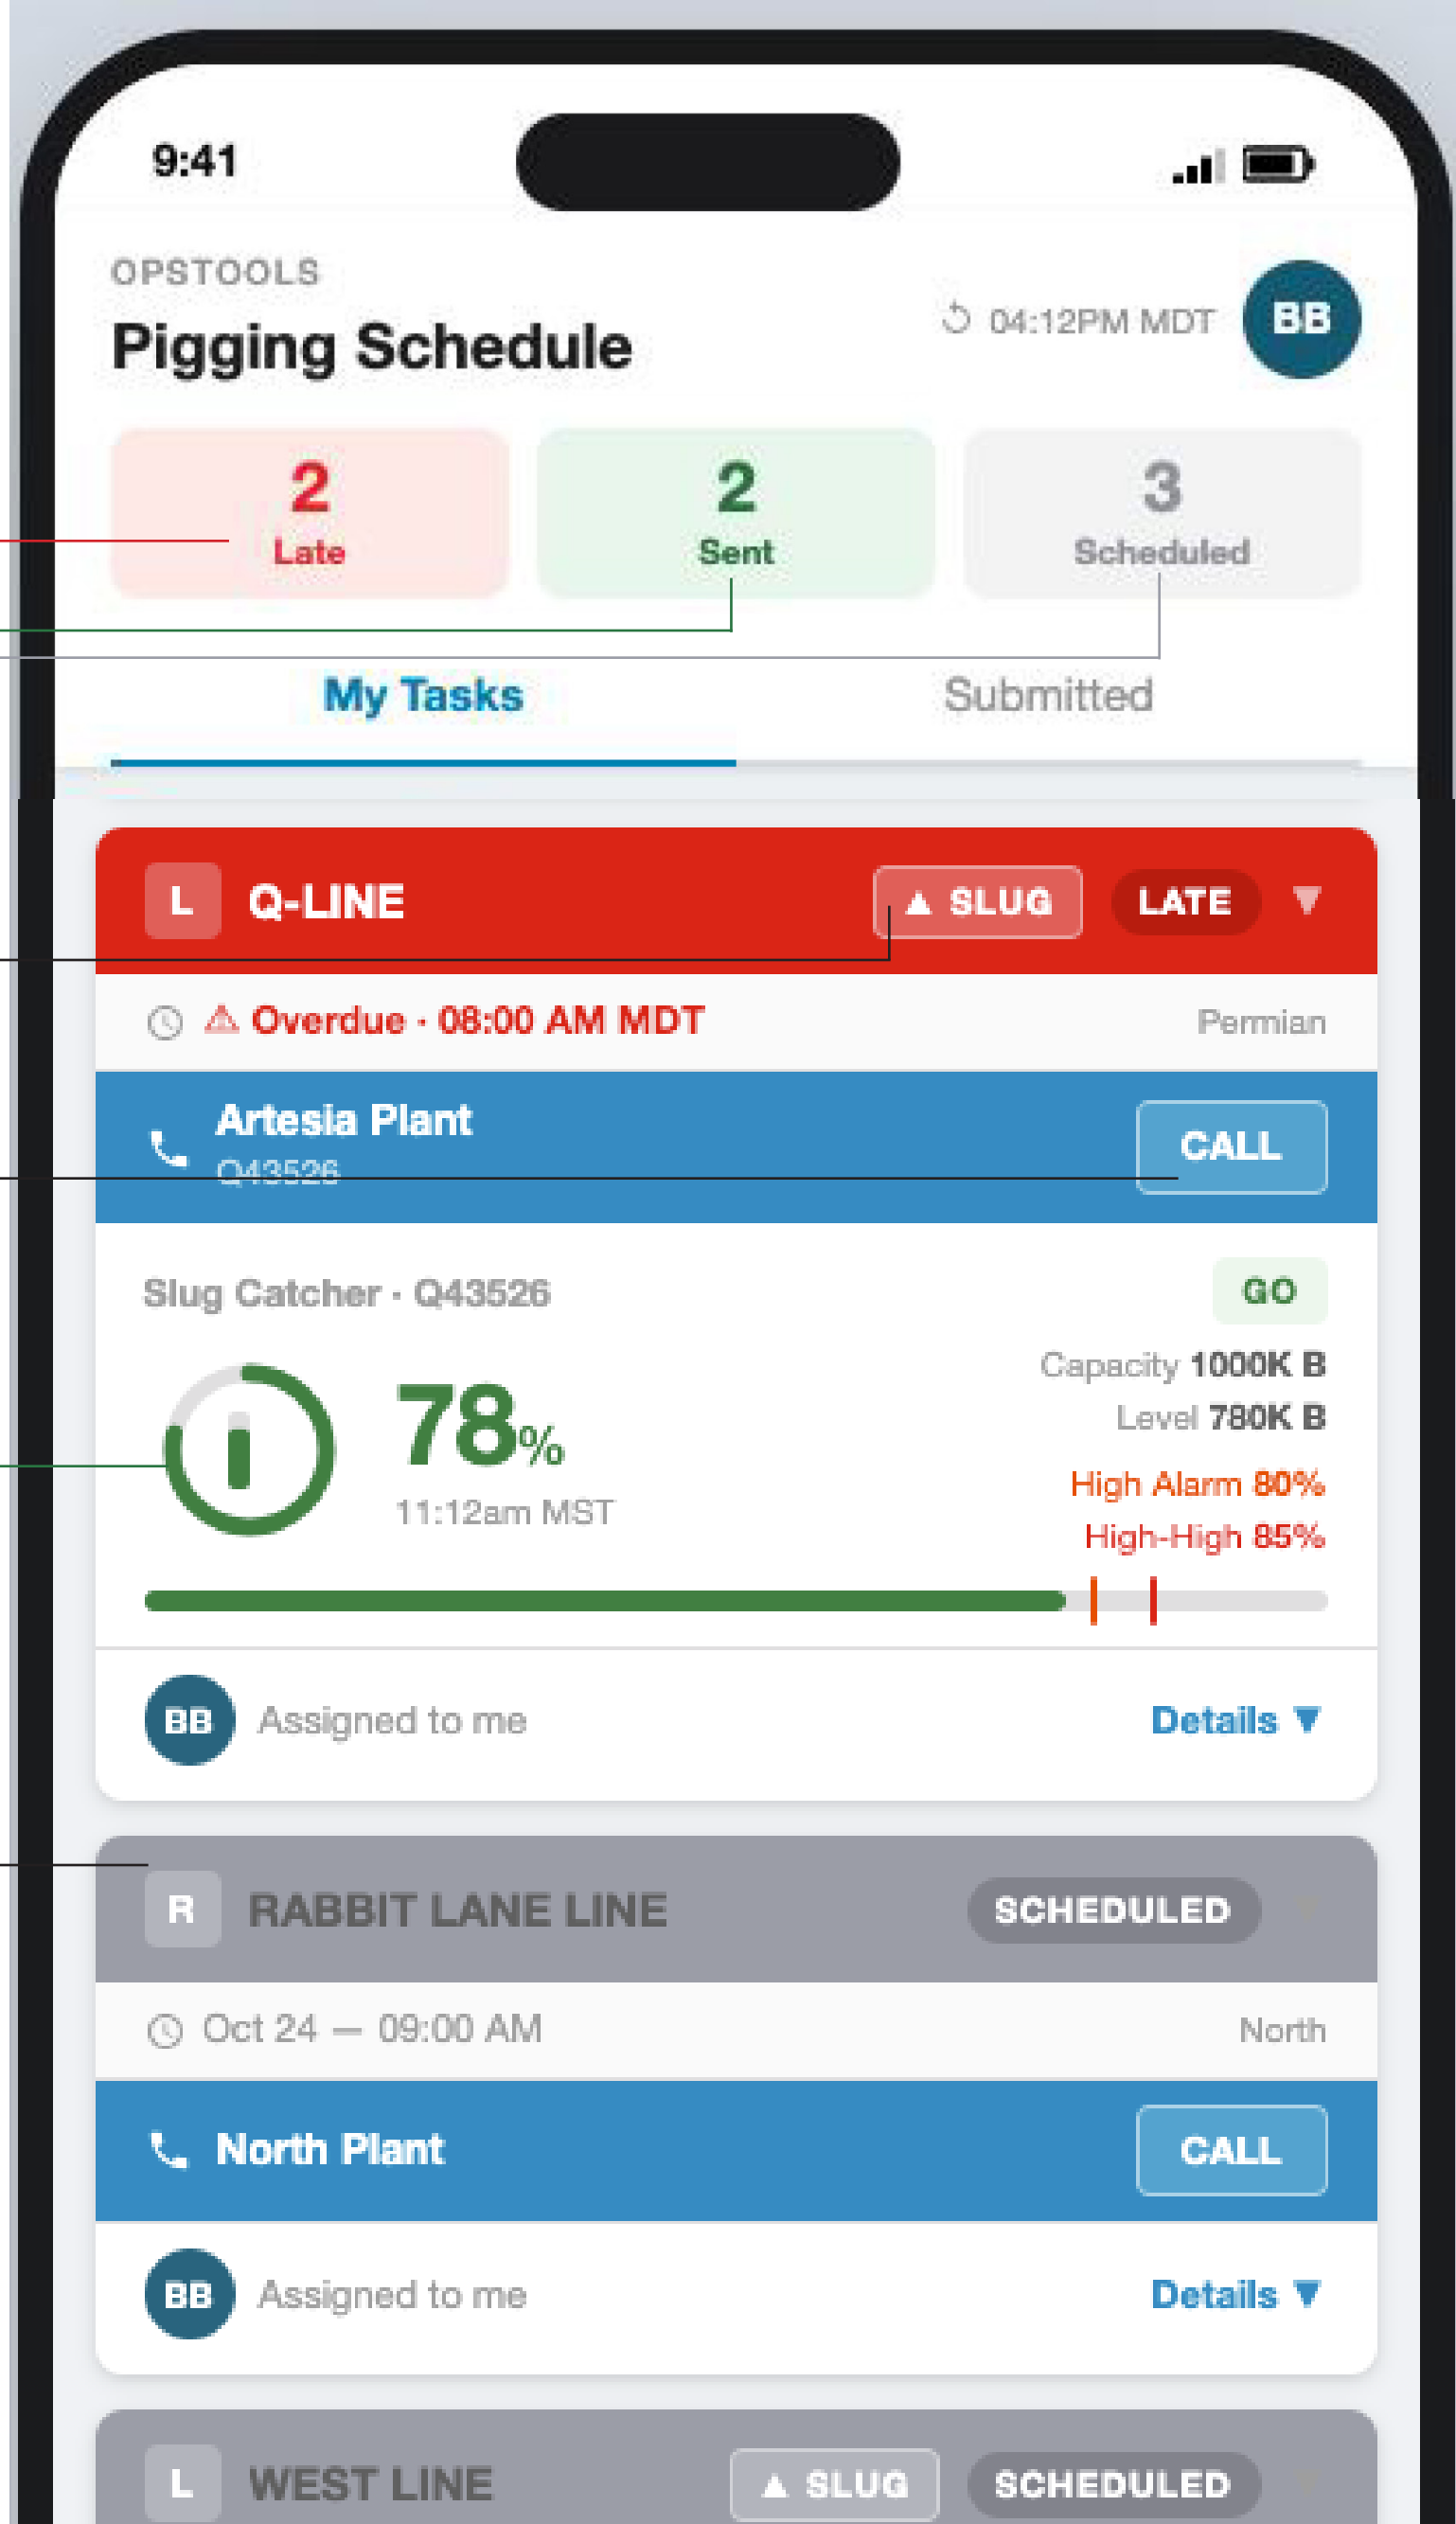 9:41
OPSTOOLS
Pigging Schedule
04:12PM MDT
BB
2
Late
2
Sent
3
Scheduled
My Tasks
Submitted
L Q-LINE ▲ SLUG LATE ▼
⚠ Overdue · 08:00 AM MDT
Permian
Artesia Plant
Q43526
CALL
Slug Catcher · Q43526
GO
78%
11:12am MST
Capacity 1000K B
Level 780K B
High Alarm 80%
High-High 85%
BB Assigned to me
Details ▼
R RABBIT LANE LINE SCHEDULED
Oct 24 — 09:00 AM
North
North Plant
CALL
BB Assigned to me
Details ▼
L WEST LINE ▲ SLUG SCHEDULED